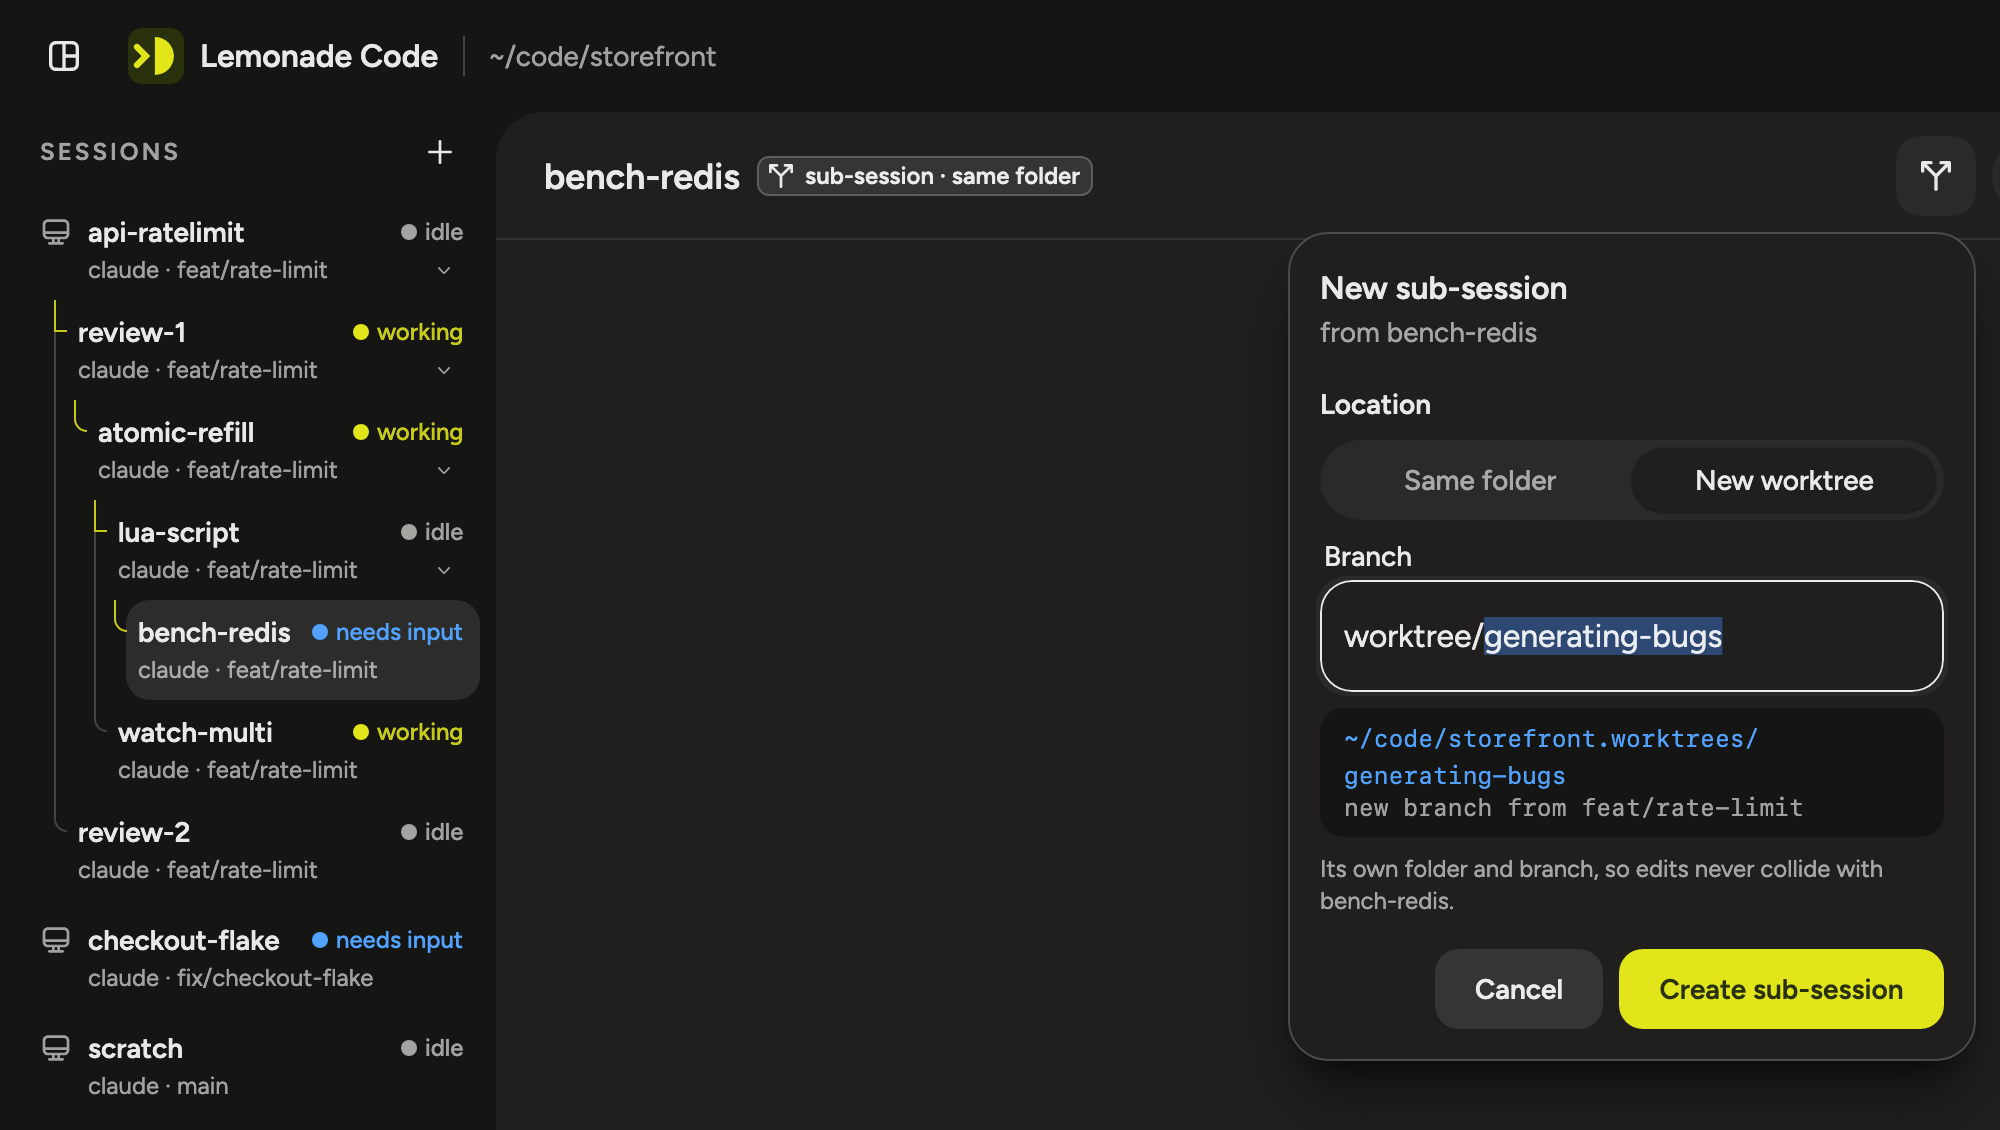 Lemonade Code
~/code/storefront
SESSIONS
api-ratelimit
idle
claude · feat/rate-limit
review-1
working
claude · feat/rate-limit
atomic-refill
working
claude · feat/rate-limit
lua-script
idle
claude · feat/rate-limit
bench-redis
needs input
claude · feat/rate-limit
watch-multi
working
claude · feat/rate-limit
review-2
idle
claude · feat/rate-limit
checkout-flake
needs input
claude · fix/checkout-flake
scratch
idle
claude · main
bench-redis
sub-session · same folder
New sub-session
from bench-redis
Location
Same folder
New worktree
Branch
worktree/generating-bugs
~/code/storefront.worktrees/
generating-bugs
new branch from feat/rate-limit
Its own folder and branch, so edits never collide with
bench-redis.
Cancel
Create sub-session